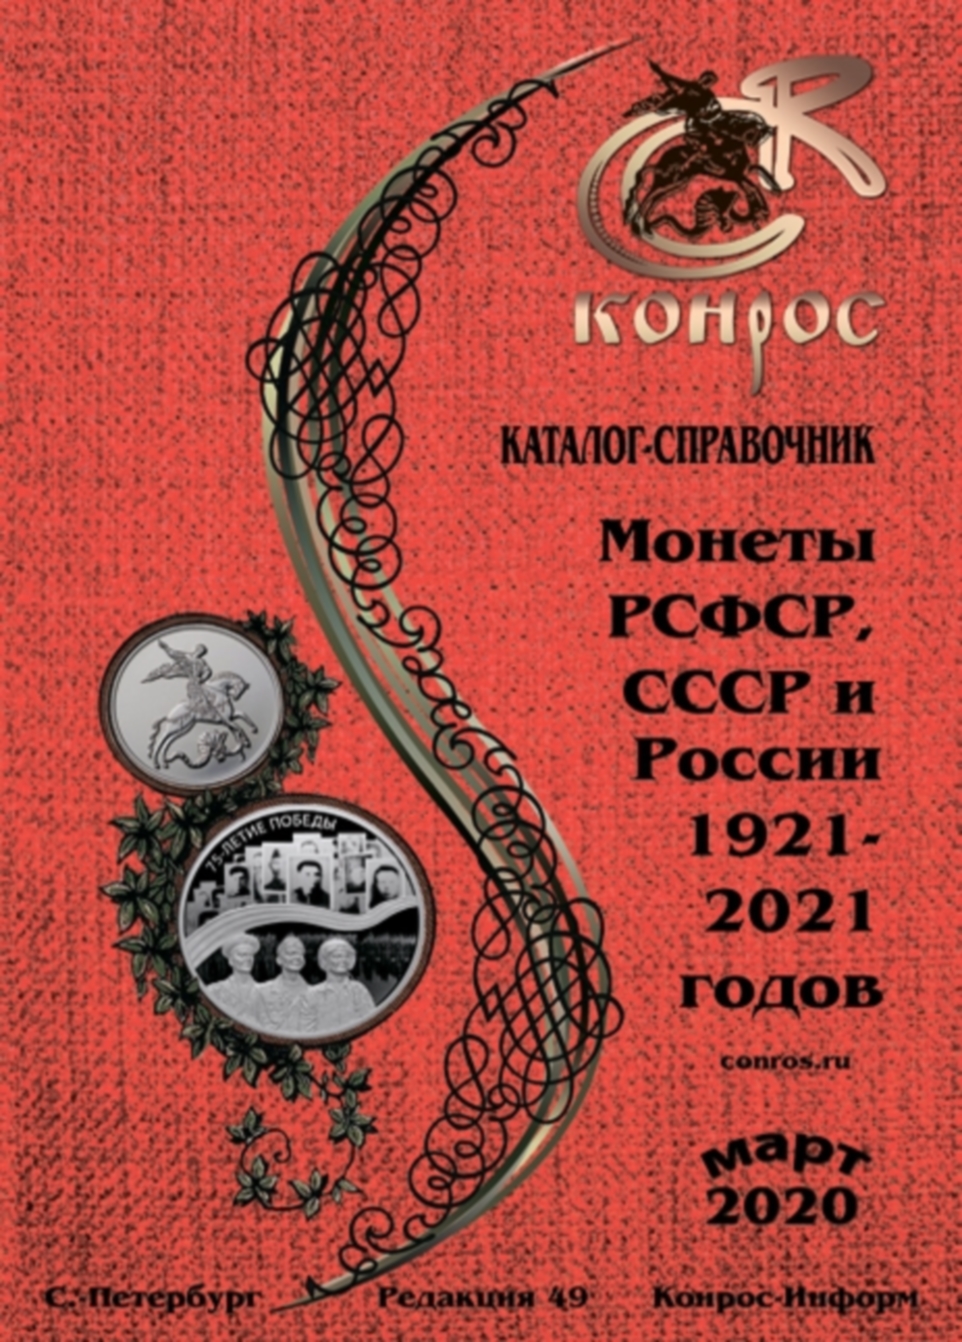 СК
КОНРОС
КАТАЛОГ-СПРАВОЧНИК
Монеты
РСФСР,
СССР и
России
1921-
2021
годов
conros.ru
март
2020
75-ЛЕТИЕ ПОБЕДЫ
С.-Петербург Редакция 49 Конрос-Информ